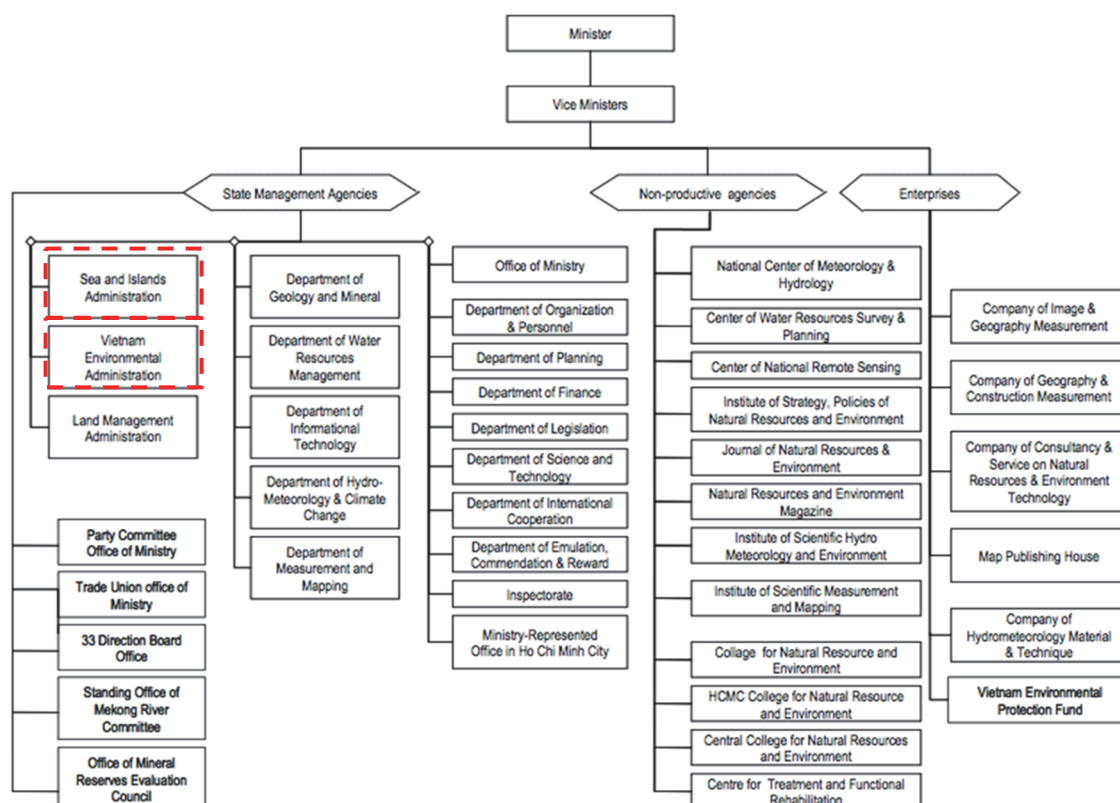 Minister
Vice Ministers
State Management Agencies
Non-productive agencies
Enterprises
Sea and Islands
Administration
Vietnam
Environmental
Administration
Land Management
Administration
Party Committee
Office of Ministry
Trade Union office of
Ministry
33 Direction Board
Office
Standing Office of
Mekong River
Committee
Office of Mineral
Reserves Evaluation
Council
Department of
Geology and Mineral
Department of Water
Resources
Management
Department of
Informational
Technology
Department of Hydro-
Meteorology & Climate
Change
Department of
Measurement and
Mapping
Office of Ministry
Department of Organization
& Personnel
Department of Planning
Department of Finance
Department of Legislation
Department of Science and
Technology
Department of International
Cooperation
Department of Emulation,
Commendation & Reward
Inspectorate
Ministry-Represented
Office in Ho Chi Minh City
National Center of Meteorology &
Hydrology
Center of Water Resources Survey &
Planning
Center of National Remote Sensing
Institute of Strategy, Policies of
Natural Resources and Environment
Journal of Natural Resources &
Environment
Natural Resources and Environment
Magazine
Institute of Scientific Hydro
Meteorology and Environment
Institute of Scientific Measurement
and Mapping
Collage for Natural Resource and
Environment
HCMC College for Natural Resource
and Environment
Central College for Natural Resources
and Environment
Centre for Treatment and Functional
Rehabilitation
Company of Image &
Geography Measurement
Company of Geography &
Construction Measurement
Company of Consultancy &
Service on Natural
Resources & Environment
Technology
Map Publishing House
Company of
Hydrometeorology Material
& Technique
Vietnam Environmental
Protection Fund